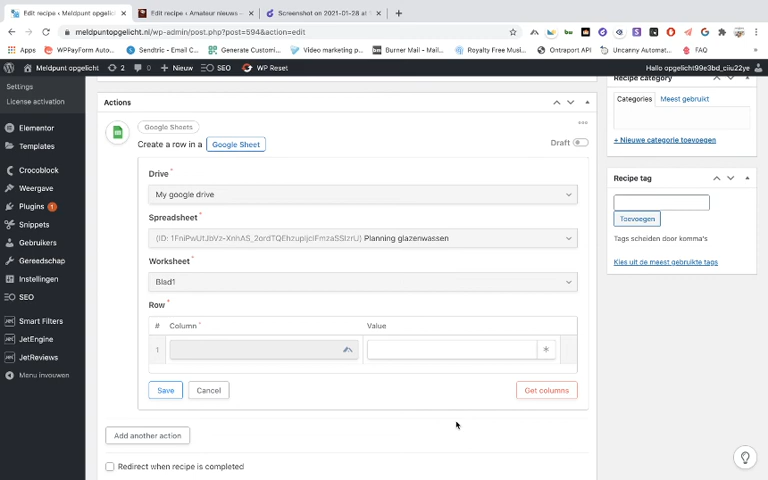 Edit recipe ‹ Meldpunt opgelicht
Edit recipe ‹ Amateur nieuws –
Screenshot on 2021-01-28 at
meldpuntopgelicht.nl/wp-admin/post.php?post=594&action=edit
Apps
WPPayForm Auto...
Sendtric - Email C...
Generate Customi...
Video marketing p...
Burner Mail - Mail...
Royalty Free Musi...
Ontraport API
Uncanny Automat...
FAQ
Meldpunt opgelicht
2
0
Nieuw
SEO
WP Reset
Hallo opgelicht99e3bd_ciiu22ye
Settings
License activation
Elementor
Templates
Crocoblock
Weergave
Plugins 1
Snippets
Gebruikers
Gereedschap
Instellingen
SEO
Smart Filters
JetEngine
JetReviews
Menu invouwen
Actions
Google Sheets
Create a row in a Google Sheet
Draft
Drive *
My google drive
Spreadsheet *
Planning glazenwassen
Worksheet *
Blad1
Row *
# Column * Value
1
Save
Cancel
Get columns
Add another action
Redirect when recipe is completed
Recipe category
Categories
Meest gebruikt
+ Nieuwe categorie toevoegen
Recipe tag
Toevoegen
Tags scheiden door komma's
Kies uit de meest gebruikte tags